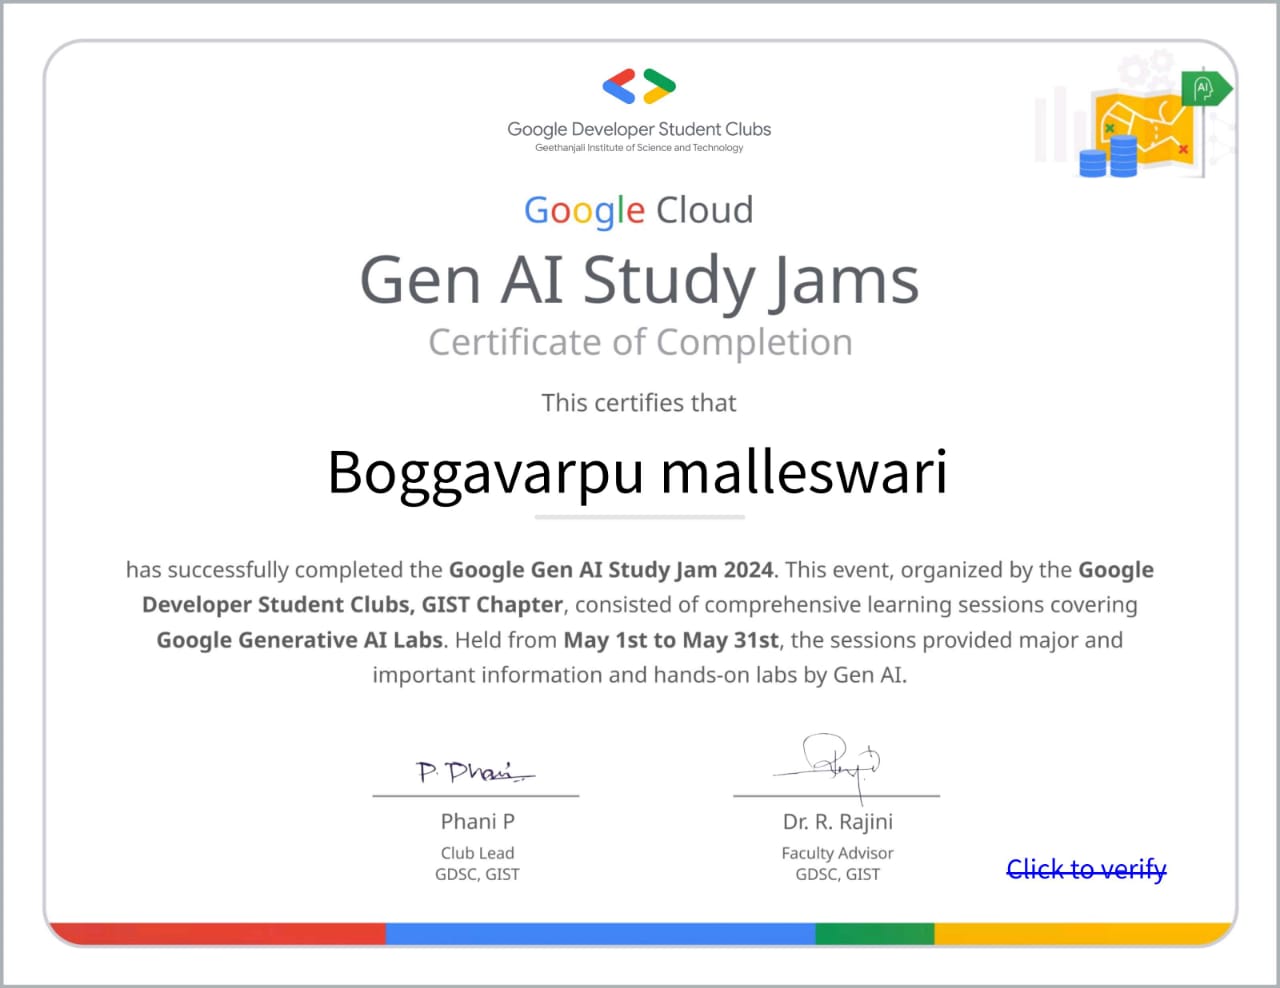 Google Developer Student Clubs
Geethanjali Institute of Science and Technology
AI
Google Cloud
Gen AI Study Jams
Certificate of Completion
This certifies that
Boggavarpu malleswari
has successfully completed the Google Gen AI Study Jam 2024. This event, organized by the Google
Developer Student Clubs, GIST Chapter, consisted of comprehensive learning sessions covering
Google Generative AI Labs. Held from May 1st to May 31st, the sessions provided major and
important information and hands-on labs by Gen AI.
P. Phani
Phani P
Club Lead
GDSC, GIST
Dr. R. Rajini
Faculty Advisor
GDSC, GIST
Click to verify